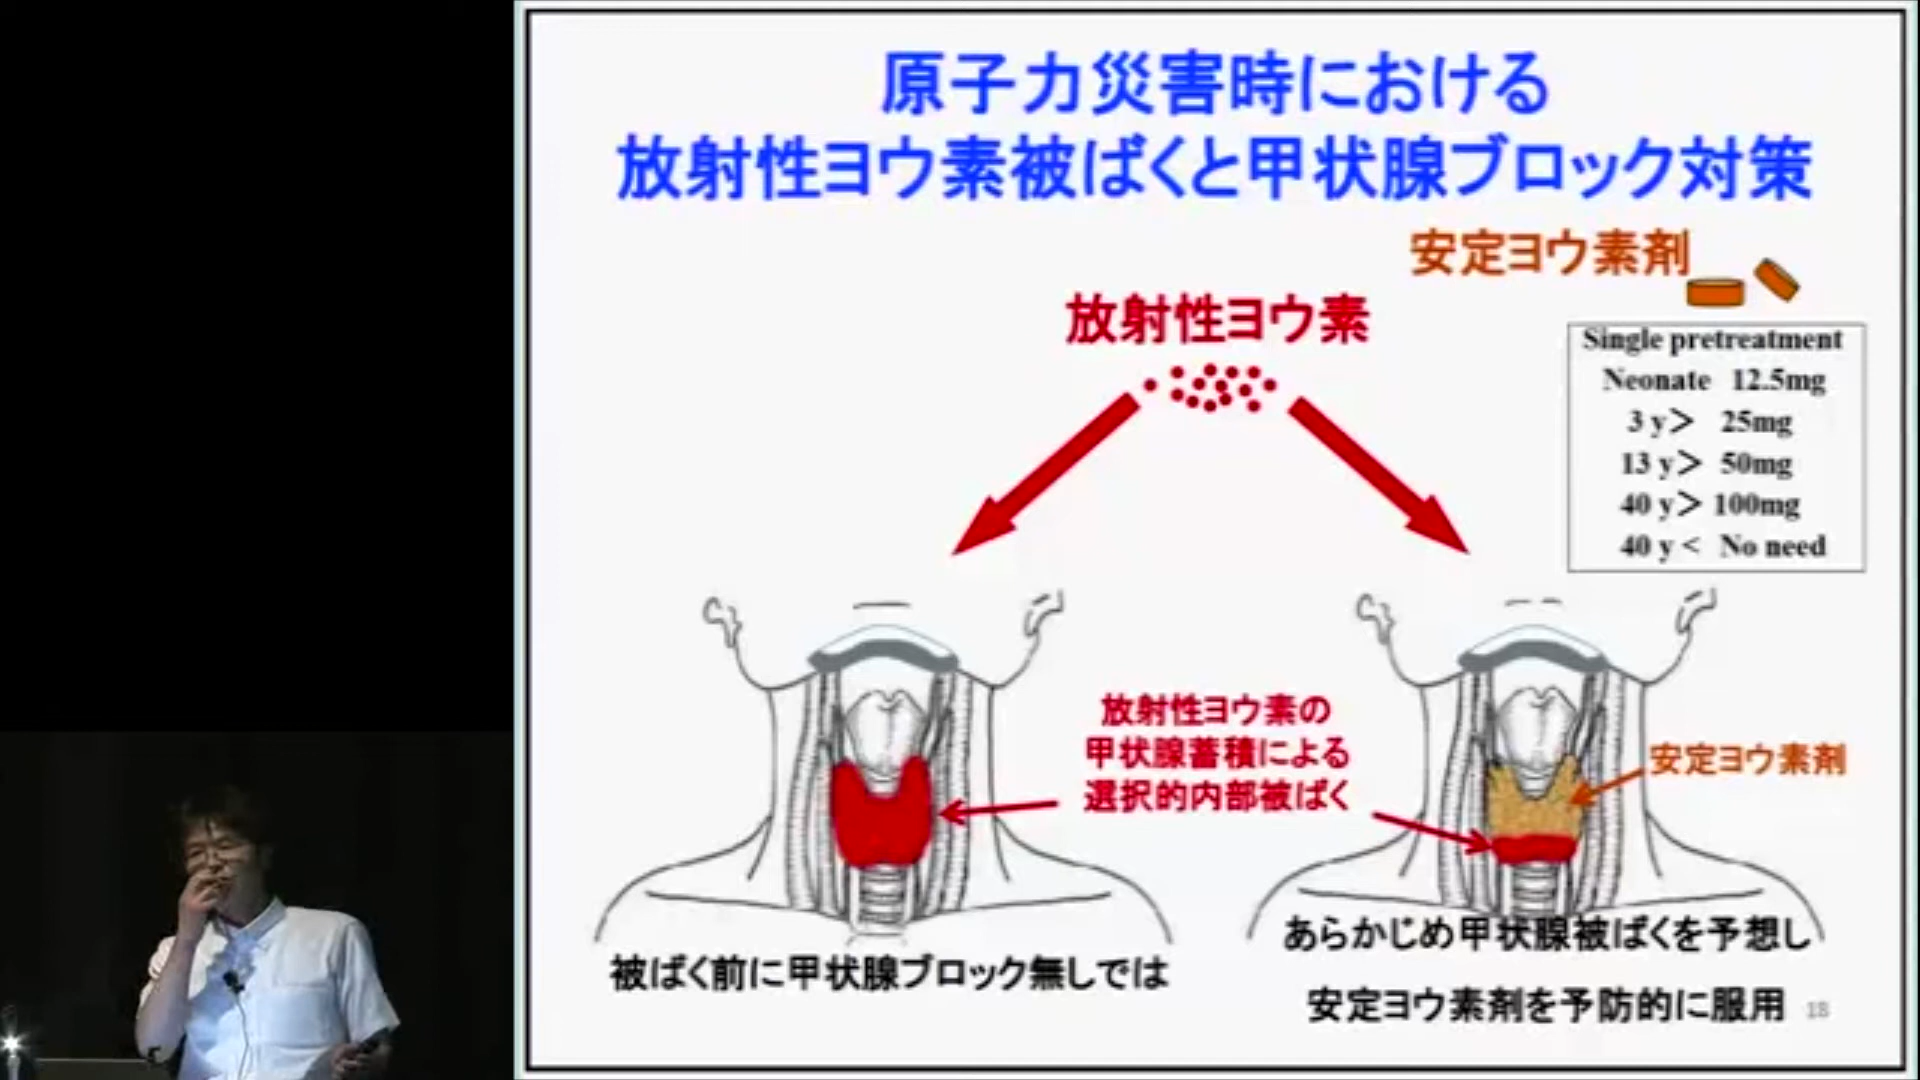 原子力災害時における
放射性ヨウ素被ばくと甲状腺ブロック対策
安定ヨウ素剤
放射性ヨウ素
Single pretreatment
Neonate 12.5mg
3 y＞ 25mg
13 y＞ 50mg
40 y＞ 100mg
40 y＜ No need
放射性ヨウ素の
甲状腺蓄積による
選択的内部被ばく
安定ヨウ素剤
被ばく前に甲状腺ブロック無しでは
あらかじめ甲状腺被ばくを予想し
安定ヨウ素剤を予防的に服用
18